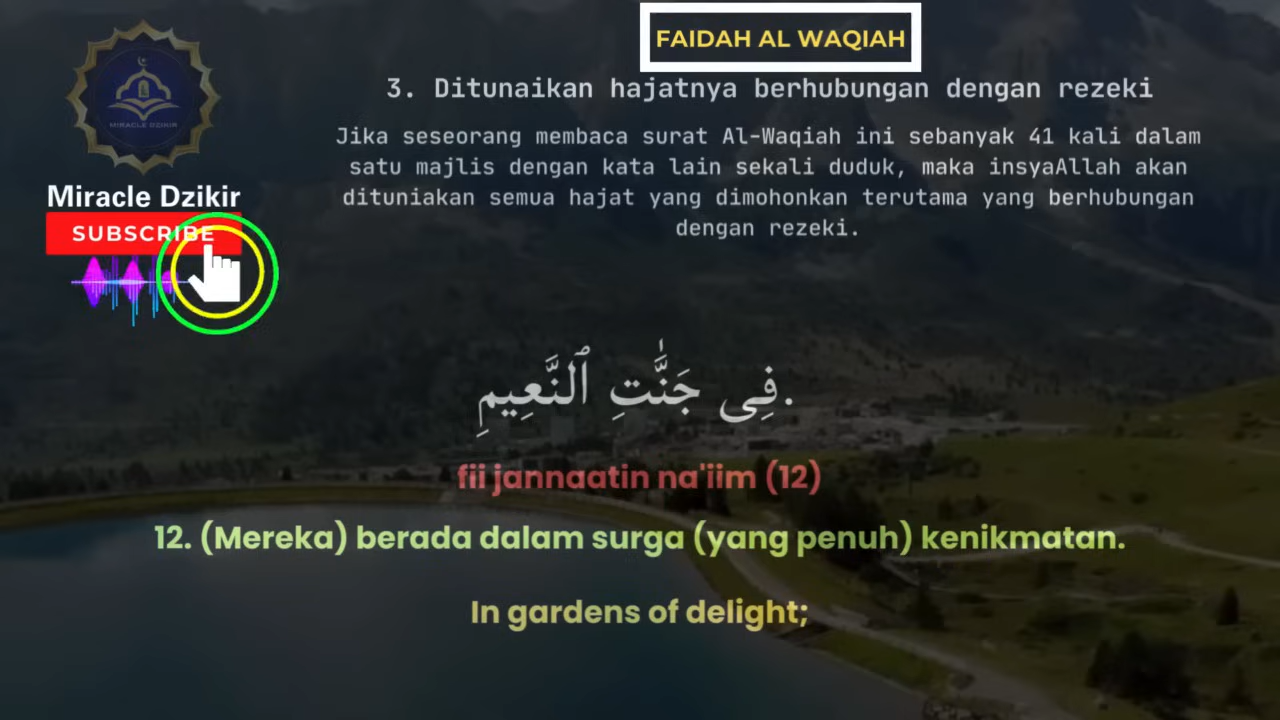 FAIDAH AL WAQIAH
3. Ditunaikan hajatnya berhubungan dengan rezeki
Jika seseorang membaca surat Al-Waqiah ini sebanyak 41 kali dalam
satu majlis dengan kata lain sekali duduk, maka insyaAllah akan
dituniakan semua hajat yang dimohonkan terutama yang berhubungan
dengan rezeki.
MIRACLE DZIKIR
Miracle Dzikir
SUBSCRIBE
فِى جَنَّٰتِ ٱلنَّعِيمِ.
fii jannaatin na'iim (12)
12. (Mereka) berada dalam surga (yang penuh) kenikmatan.
In gardens of delight;